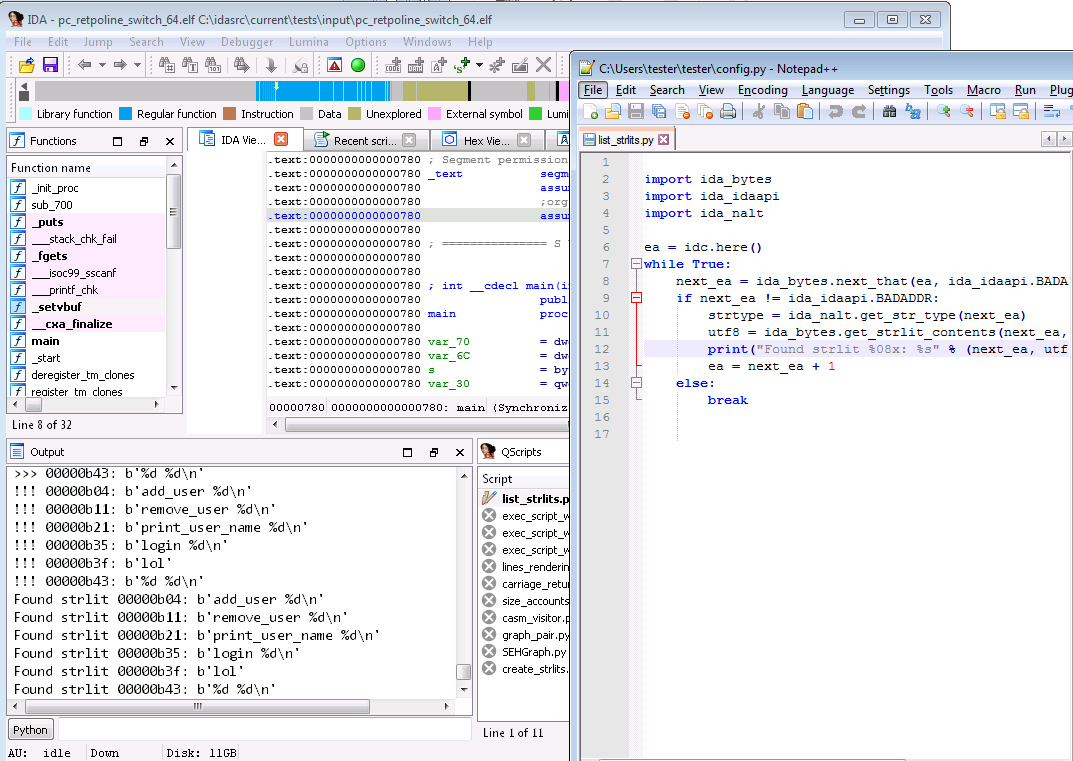 IDA - pc_retpoline_switch_64.elf C:\idasrc\current\tests\input\pc_retpoline_switch_64.elf
File Edit Jump Search View Debugger Lumina Options Windows Help
Library function Regular function Instruction Data Unexplored External symbol Lumi
Functions
Function name
_init_proc
sub_700
_puts
___stack_chk_fail
_fgets
___isoc99_sscanf
___printf_chk
_setvbuf
__cxa_finalize
main
_start
deregister_tm_clones
register_tm_clones
Line 8 of 32
IDA Vie... Recent scri... Hex Vie...
.text:0000000000000780 ; Segment permission
.text:0000000000000780 _text segm
.text:0000000000000780 assu
.text:0000000000000780 ;org
.text:0000000000000780 assu
.text:0000000000000780
.text:0000000000000780 ; =============== S
.text:0000000000000780
.text:0000000000000780
.text:0000000000000780 ; int __cdecl main(i
.text:0000000000000780 publ
.text:0000000000000780 main proc
.text:0000000000000780
.text:0000000000000780 var_70 = dwo
.text:0000000000000780 var_6C = dwo
.text:0000000000000780 s = by
.text:0000000000000780 var_30 = qwo
00000780 0000000000000780: main (Synchroniz
Output
>>> 00000b43: b'%d %d\n'
!!! 00000b04: b'add_user %d\n'
!!! 00000b11: b'remove_user %d\n'
!!! 00000b21: b'print_user_name %d\n'
!!! 00000b35: b'login %d\n'
!!! 00000b3f: b'lol'
!!! 00000b43: b'%d %d\n'
Found strlit 00000b04: b'add_user %d\n'
Found strlit 00000b11: b'remove_user %d\n'
Found strlit 00000b21: b'print_user_name %d\n'
Found strlit 00000b35: b'login %d\n'
Found strlit 00000b3f: b'lol'
Found strlit 00000b43: b'%d %d\n'
Python
AU: idle Down Disk: 11GB
QScripts
Script
list_strlits.p
exec_script_w
exec_script_w
exec_script_w
lines_renderin
carriage_retu
size_accounts
casm_visitor.p
graph_pair.py
SEHGraph.py
create_strlits.
Line 1 of 11
C:\Users\tester\tester\config.py - Notepad++
File Edit Search View Encoding Language Settings Tools Macro Run Plug
list_strlits.py
1
2 import ida_bytes
3 import ida_idaapi
4 import ida_nalt
5
6 ea = idc.here()
7 while True:
8 next_ea = ida_bytes.next_that(ea, ida_idaapi.BADA
9 if next_ea != ida_idaapi.BADADDR:
10 strtype = ida_nalt.get_str_type(next_ea)
11 utf8 = ida_bytes.get_strlit_contents(next_ea,
12 print("Found strlit %08x: %s" % (next_ea, utf
13 ea = next_ea + 1
14 else:
15 break
16
17